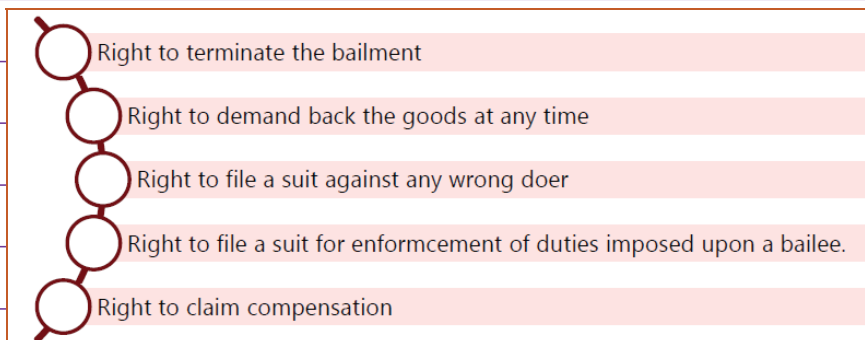 Right to terminate the bailment
Right to demand back the goods at any time
Right to file a suit against any wrong doer
Right to file a suit for enformcement of duties imposed upon a bailee.
Right to claim compensation